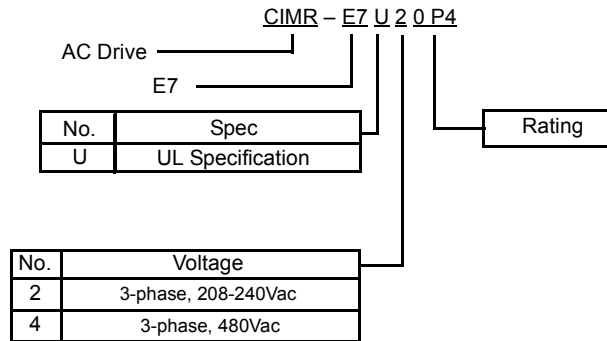 CIMR – E7 U 2 0 P4
AC Drive
E7
No. Spec
U UL Specification
Rating
No. Voltage
2 3-phase, 208-240Vac
4 3-phase, 480Vac